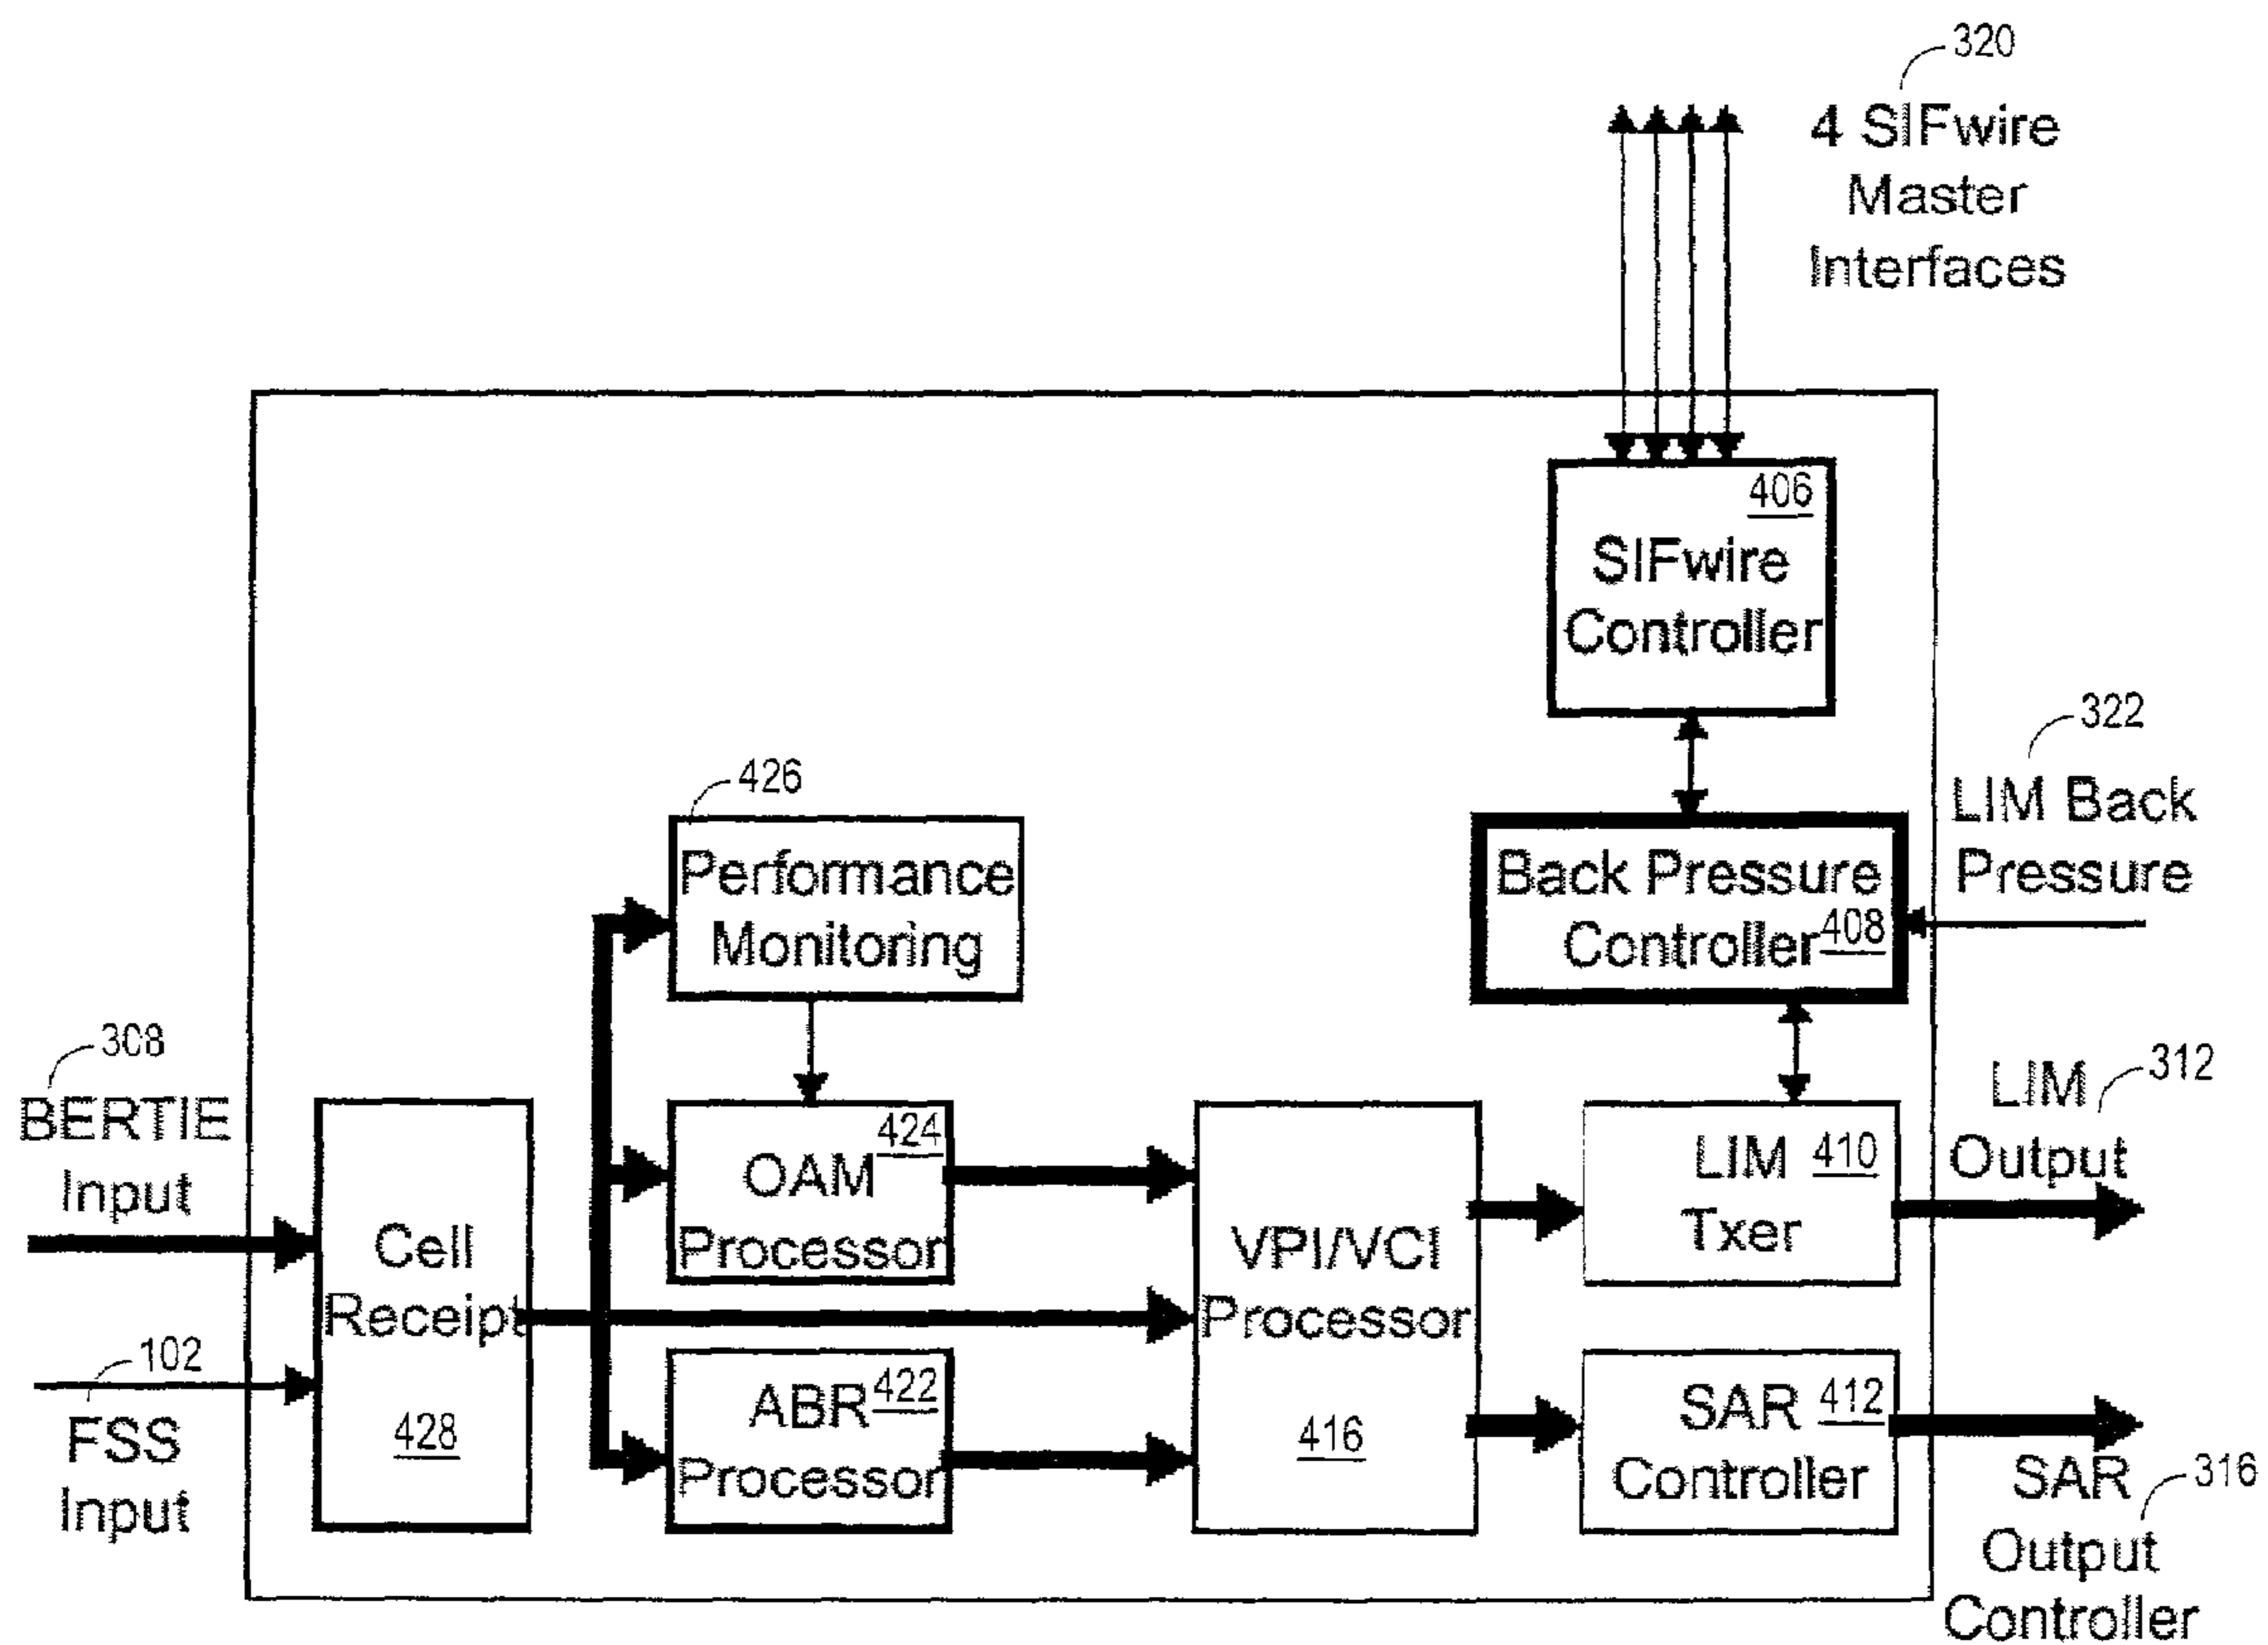 320
4 SIFwire
Master
Interfaces
406
SIFwire
Controller
322
LIM Back
Pressure
426
Performance
Monitoring
Back Pressure
Controller 408
308
BERTIE
Input
424
OAM
Processor
Cell
Receipt
428
102
FSS
Input
ABR 422
Processor
VPI/VCI
Processor
416
LIM 410
Txer
312
LIM
Output
SAR 412
Controller
316
SAR
Output
Controller